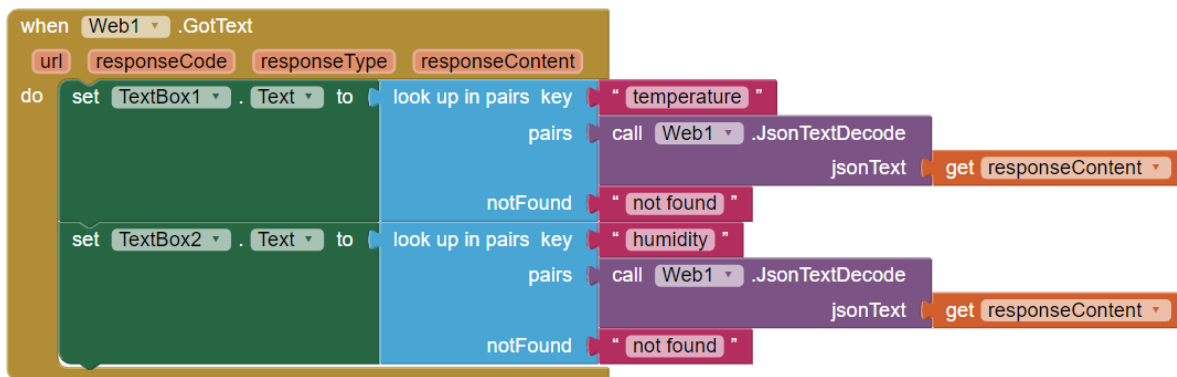 when Web1 .GotText
url responseCode responseType responseContent
do set TextBox1 . Text to look up in pairs key " temperature "
pairs call Web1 .JsonTextDecode
jsonText get responseContent
notFound " not found "
set TextBox2 . Text to look up in pairs key " humidity "
pairs call Web1 .JsonTextDecode
jsonText get responseContent
notFound " not found "